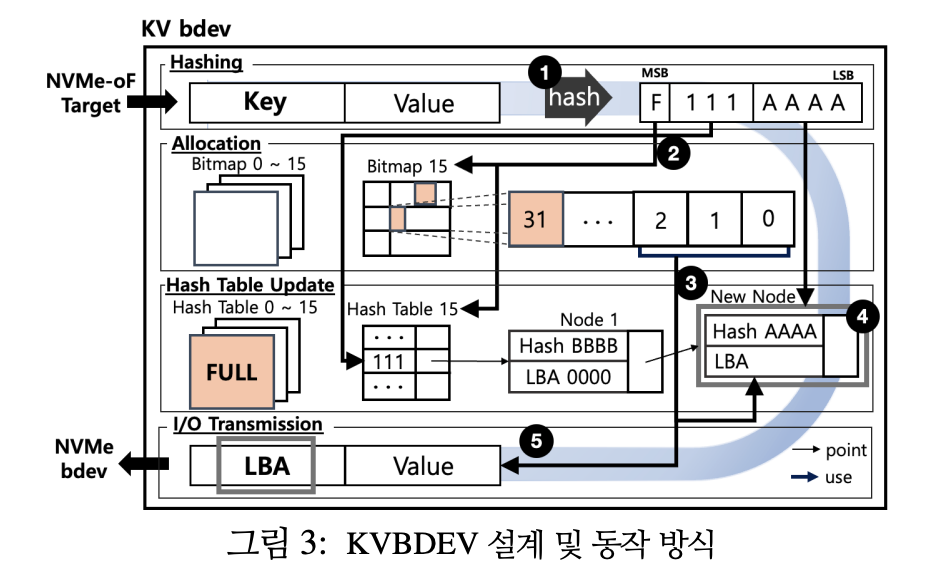 KV bdev
Hashing
NVMe-oF
Target
Key
Value
1
hash
MSB
LSB
F
1 1 1
A A A A
2
Allocation
Bitmap 0 ~ 15
Bitmap 15
31
· · ·
2
1
0
3
Hash Table Update
Hash Table 0 ~ 15
FULL
Hash Table 15
· · ·
111
· · ·
Node 1
Hash BBBB
LBA 0000
New Node
4
Hash AAAA
LBA
I/O Transmission
NVMe
bdev
LBA
Value
5
point
use
그림 3: KVBDEV 설계 및 동작 방식